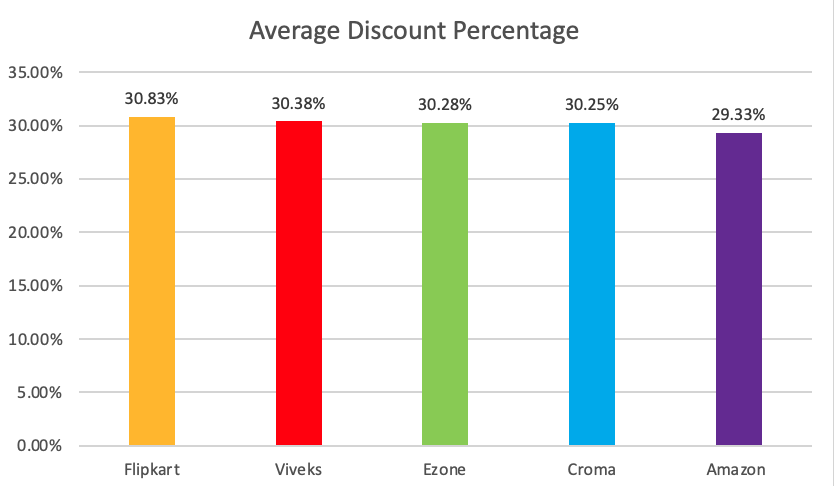 Average Discount Percentage
35.00%
30.83%
30.38%
30.28%
30.25%
29.33%
30.00%
25.00%
20.00%
15.00%
10.00%
5.00%
0.00%
Flipkart
Viveks
Ezone
Croma
Amazon